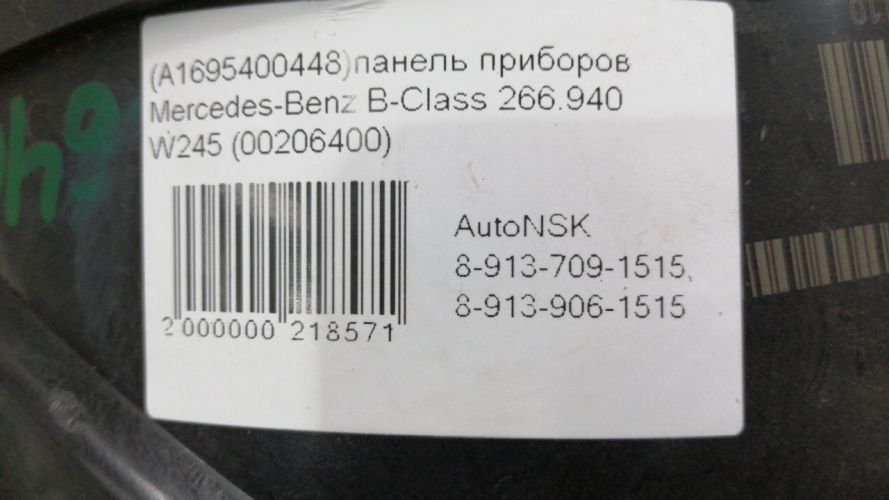 (A1695400448)панель приборов
Mercedes-Benz B-Class 266.940
W245 (00206400)
AutoNSK
8-913-709-1515,
8-913-906-1515
2 000000 218571